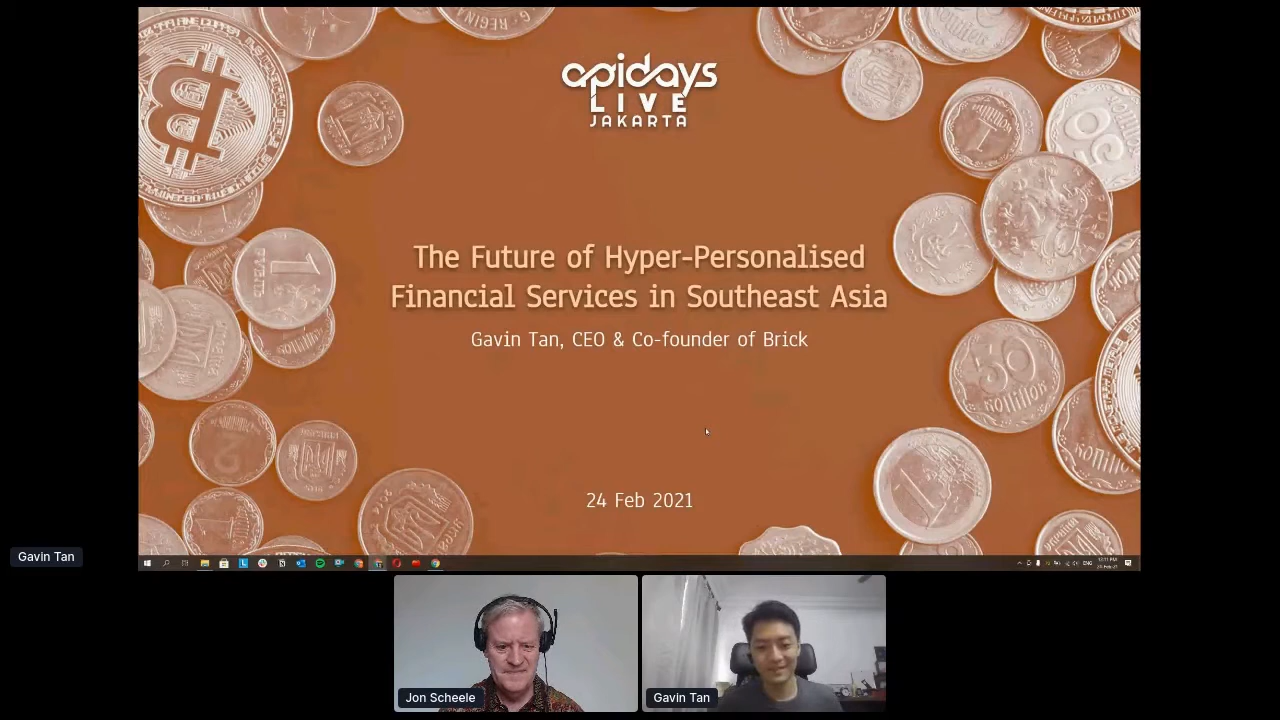 apidays
LIVE
JAKARTA
The Future of Hyper-Personalised
Financial Services in Southeast Asia
Gavin Tan, CEO & Co-founder of Brick
24 Feb 2021
Gavin Tan
Jon Scheele
Gavin Tan